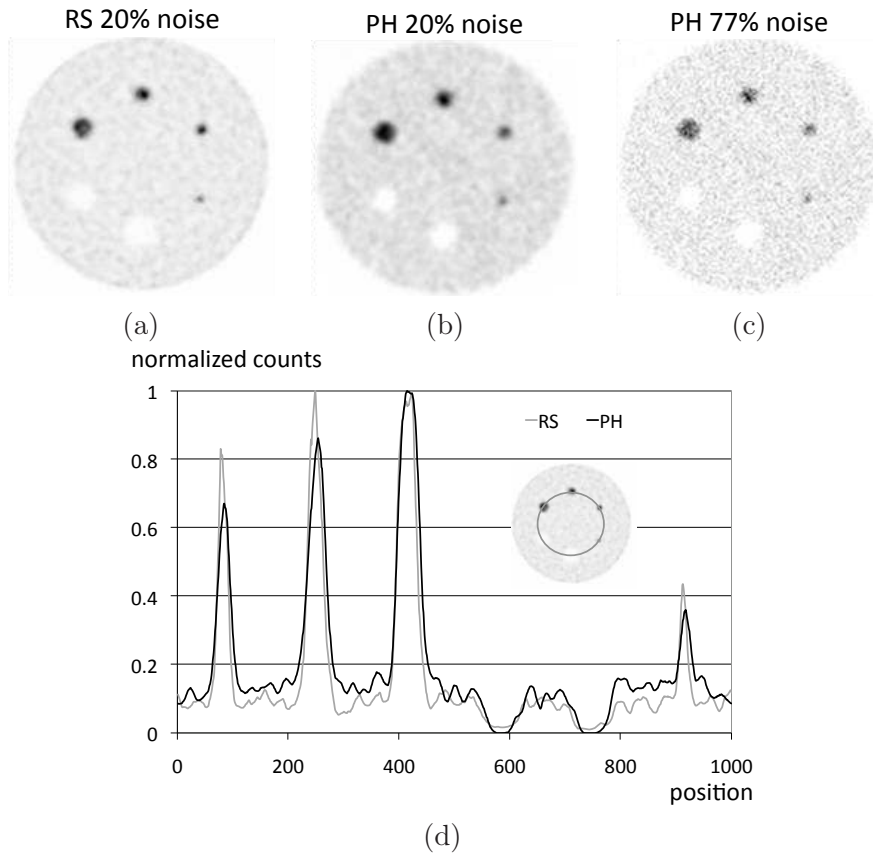 RS 20% noise PH 20% noise PH 77% noise
(a) (b) (c)
normalized counts
1
RS PH
0.8
0.6
0.4
0.2
0
0 200 400 600 800 1000
position
(d)